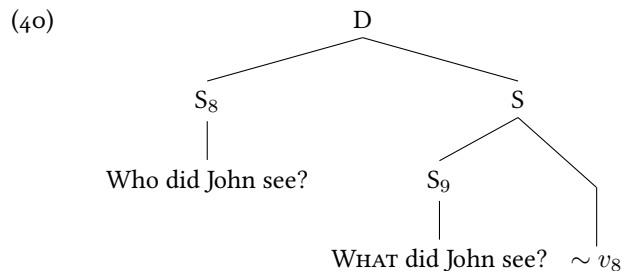 (40) D
S₈ S
Who did John see? S₉
WHAT did John see? ∼ v₈